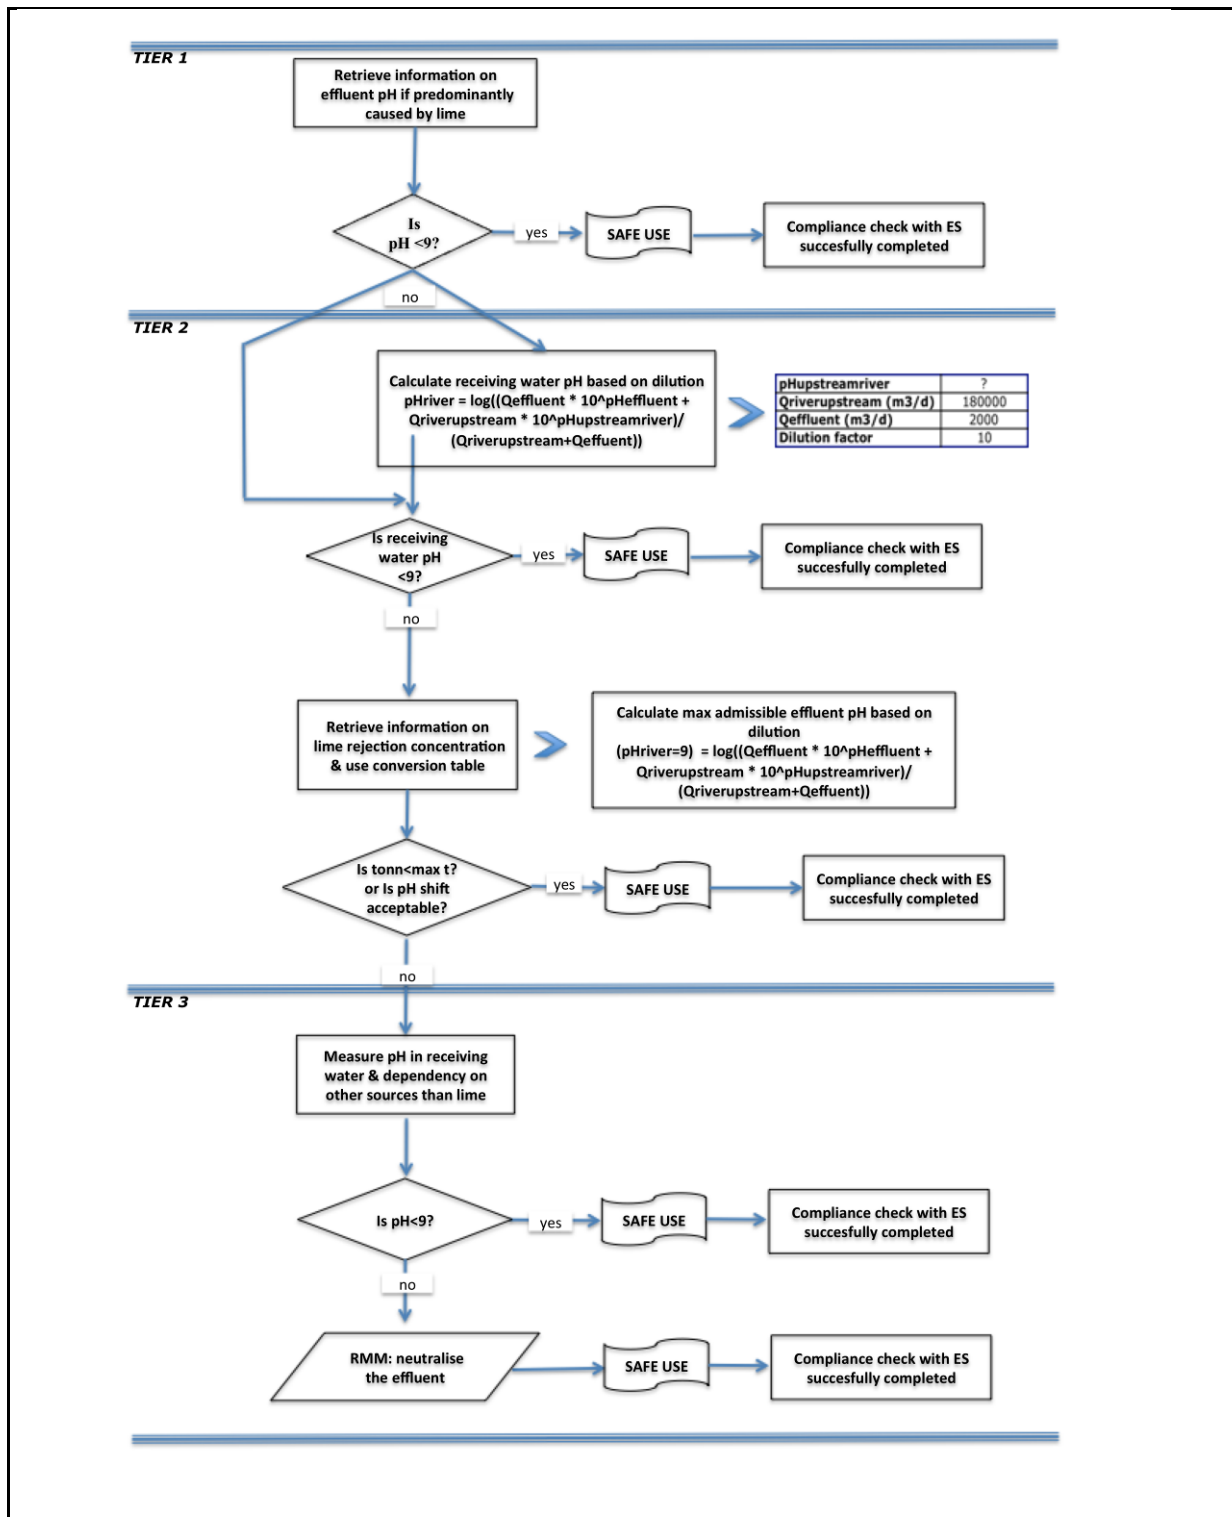 TIER 1
Retrieve information on
effluent pH if predominantly
caused by lime
Is
pH <9?
yes
SAFE USE
Compliance check with ES
succesfully completed
no
TIER 2
Calculate receiving water pH based on dilution
pHriver = log((Qeffluent * 10^pHeffluent +
Qriverupstream * 10^pHupstreamriver)/
(Qriverupstream+Qeffuent))
pHupstreamriver ?
Qriverupstream (m3/d) 180000
Qeffluent (m3/d) 2000
Dilution factor 10
Is receiving
water pH
<9?
yes
SAFE USE
Compliance check with ES
succesfully completed
no
Retrieve information on
lime rejection concentration
& use conversion table
Calculate max admissible effluent pH based on
dilution
(pHriver=9) = log((Qeffluent * 10^pHeffluent +
Qriverupstream * 10^pHupstreamriver)/
(Qriverupstream+Qeffuent))
Is tonn<max t?
or Is pH shift
acceptable?
yes
SAFE USE
Compliance check with ES
succesfully completed
no
TIER 3
Measure pH in receiving
water & dependency on
other sources than lime
Is pH<9?
yes
SAFE USE
Compliance check with ES
succesfully completed
no
RMM: neutralise
the effluent
SAFE USE
Compliance check with ES
succesfully completed